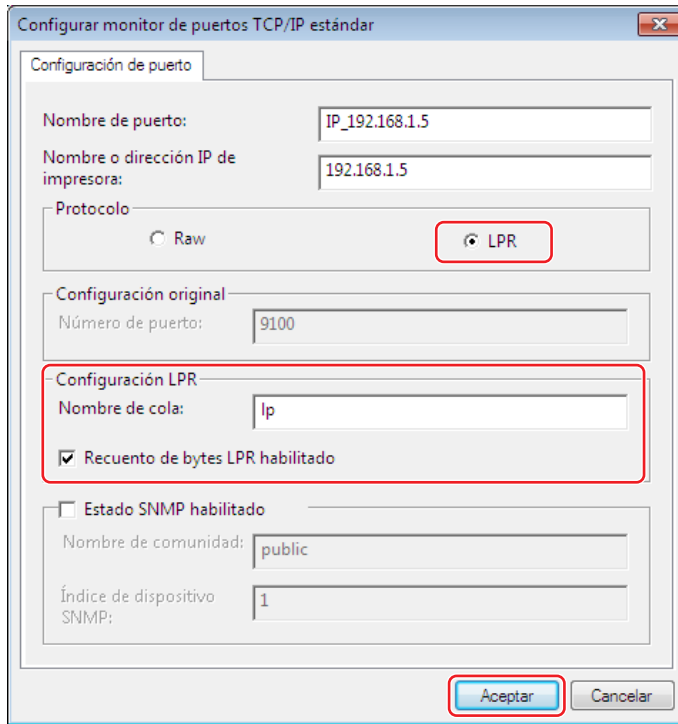 Configurar monitor de puertos TCP/IP estándar
Configuración de puerto
Nombre de puerto:
IP_192.168.1.5
Nombre o dirección IP de
impresora:
192.168.1.5
Protocolo
Raw
LPR
Configuración original
Número de puerto:
9100
Configuración LPR
Nombre de cola:
lp
Recuento de bytes LPR habilitado
Estado SNMP habilitado
Nombre de comunidad:
public
Índice de dispositivo
SNMP:
1
Aceptar
Cancelar